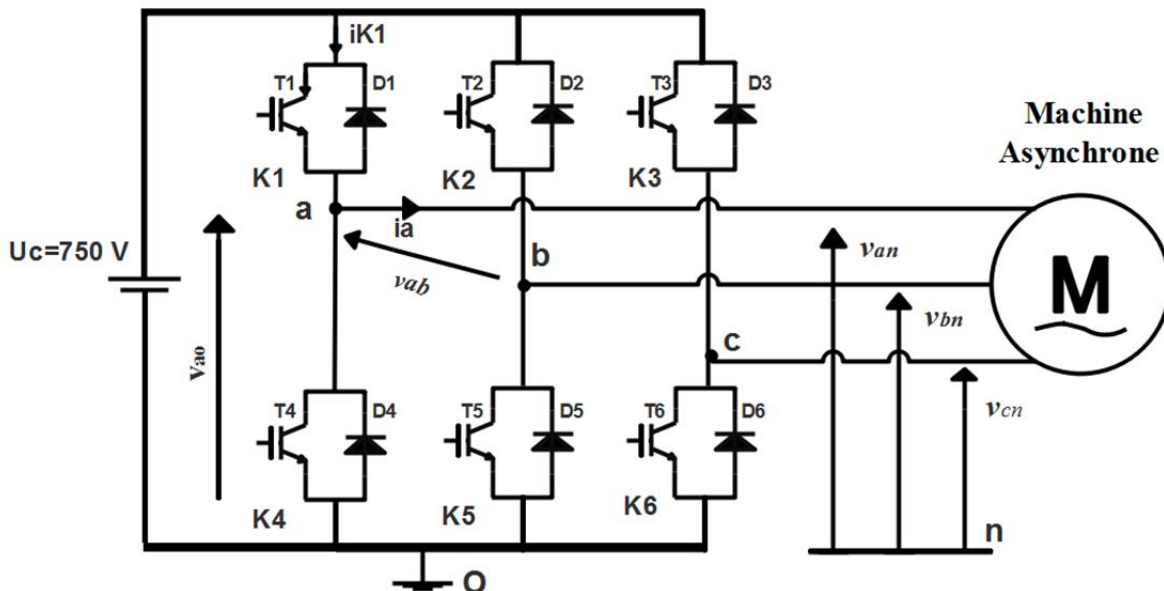 iK1
T1
D1
T2
D2
T3
D3
Machine
Asynchrone
K1
K2
K3
a
ia
b
Uc=750 V
vab
van
M
vbn
vao
c
vcn
T4
D4
T5
D5
T6
D6
K4
K5
K6
n
O